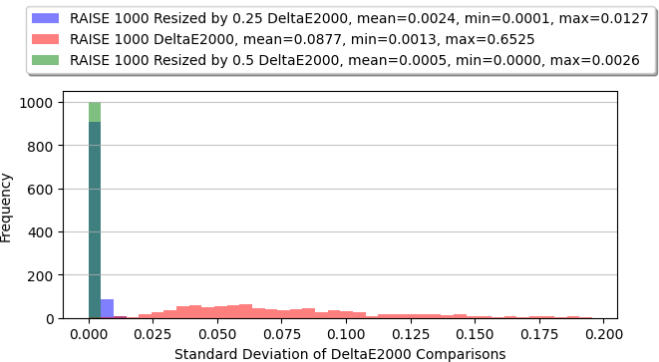 RAISE 1000 Resized by 0.25 DeltaE2000, mean=0.0024, min=0.0001, max=0.0127
RAISE 1000 DeltaE2000, mean=0.0877, min=0.0013, max=0.6525
RAISE 1000 Resized by 0.5 DeltaE2000, mean=0.0005, min=0.0000, max=0.0026
1000
800
600
400
200
0
Frequency
0.000 0.025 0.050 0.075 0.100 0.125 0.150 0.175 0.200
Standard Deviation of DeltaE2000 Comparisons